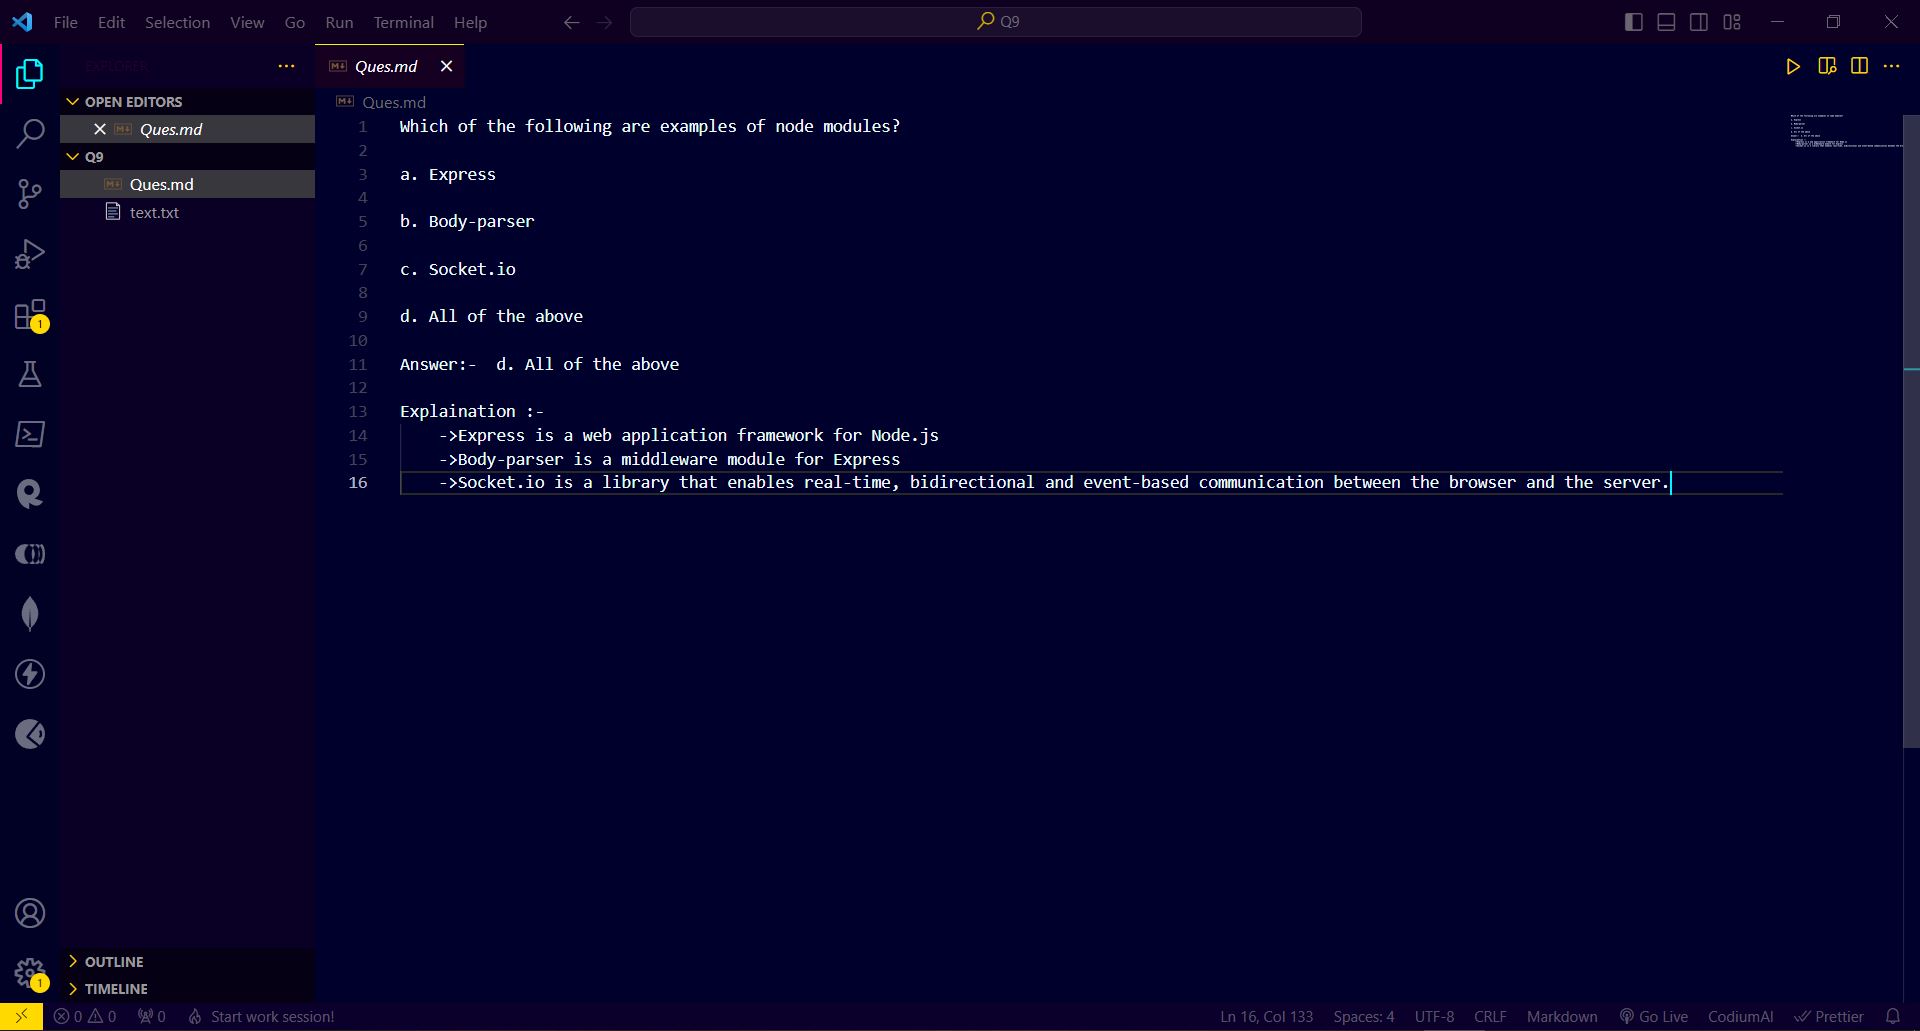 File Edit Selection View Go Run Terminal Help
Q9
EXPLORER
Ques.md
OPEN EDITORS
Ques.md
Q9
Ques.md
text.txt
Ques.md
1 Which of the following are examples of node modules?
2
3 a. Express
4
5 b. Body-parser
6
7 c. Socket.io
8
9 d. All of the above
10
11 Answer:-  d. All of the above
12
13 Explaination :-
14 ->Express is a web application framework for Node.js
15 ->Body-parser is a middleware module for Express
16 ->Socket.io is a library that enables real-time, bidirectional and event-based communication between the browser and the server.
1
1
OUTLINE
TIMELINE
0 0 0 Start work session! Ln 16, Col 133 Spaces: 4 UTF-8 CRLF Markdown Go Live CodiumAI Prettier